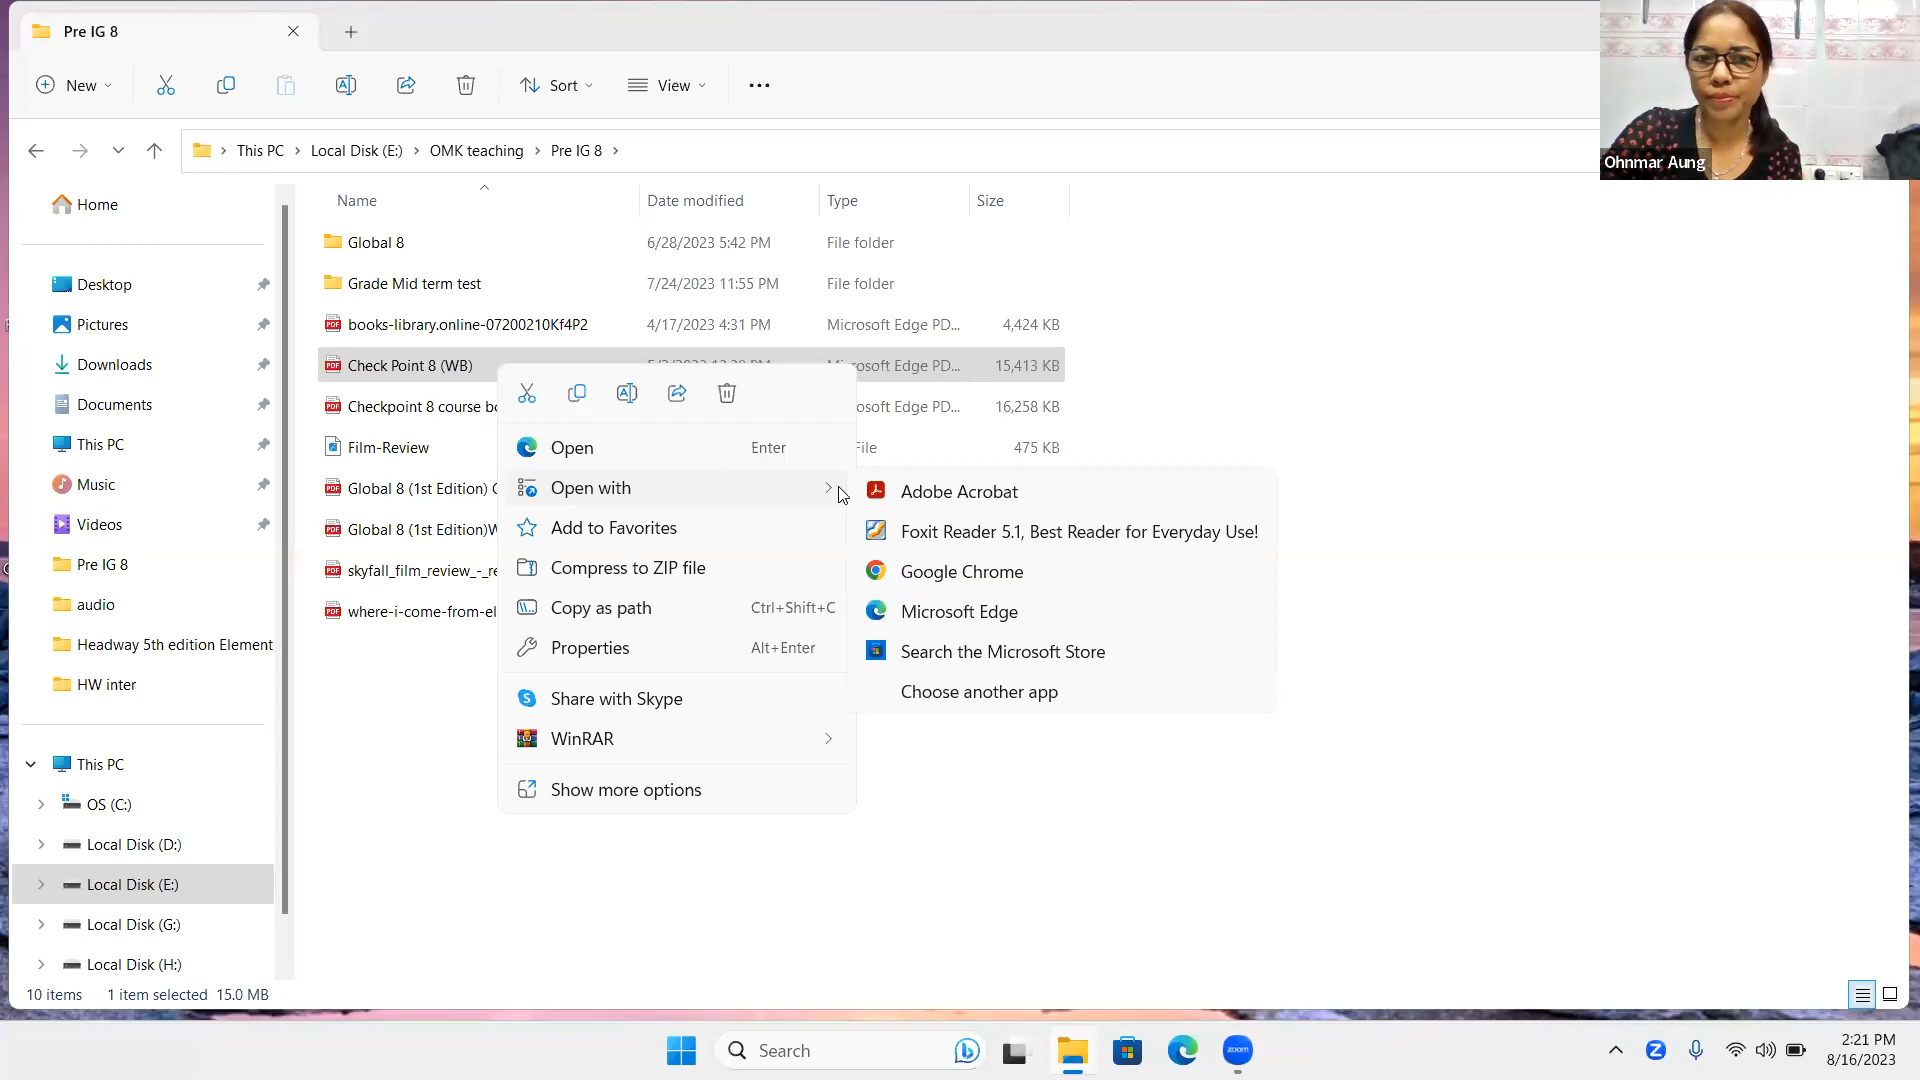 Pre IG 8
New
Sort
View
This PC
Local Disk (E:)
OMK teaching
Pre IG 8
Ohnmar Aung
Home
Desktop
Pictures
Downloads
Documents
This PC
Music
Videos
Pre IG 8
audio
Headway 5th edition Element
HW inter
This PC
OS (C:)
Local Disk (D:)
Local Disk (E:)
Local Disk (G:)
Local Disk (H:)
Name Date modified Type Size
Global 8 6/28/2023 5:42 PM File folder
Grade Mid term test 7/24/2023 11:55 PM File folder
books-library.online-07200210Kf4P2 4/17/2023 4:31 PM Microsoft Edge PD... 4,424 KB
Check Point 8 (WB) 15,413 KB
Checkpoint 8 course 16,258 KB
Film-Review File 475 KB
Global 8 (1st Edition)
Global 8 (1st Edition)W
skyfall_film_review_-_re
where-i-come-from-el
Open Enter
Open with
Add to Favorites
Compress to ZIP file
Copy as path Ctrl+Shift+C
Properties Alt+Enter
Share with Skype
WinRAR
Show more options
Adobe Acrobat
Foxit Reader 5.1, Best Reader for Everyday Use!
Google Chrome
Microsoft Edge
Search the Microsoft Store
Choose another app
10 items 1 item selected 15.0 MB
Search
zoom
2:21 PM
8/16/2023